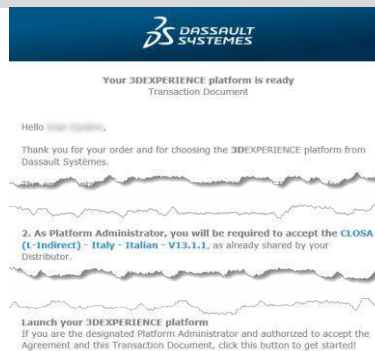 DASSAULT
SYSTEMES
Your 3DEXPERIENCE platform is ready
Transaction Document
Hello
Thank you for your order and for choosing the 3DEXPERIENCE platform from
Dassault Systèmes.
2. As Platform Administrator, you will be required to accept the CLOSA
(L-Indirect) - Italy - Italian - V13.1.1, as already shared by your
Distributor.
Launch your 3DEXPERIENCE platform
If you are the designated Platform Administrator and authorized to accept the
Agreement and this Transaction Document, click this button to get started!